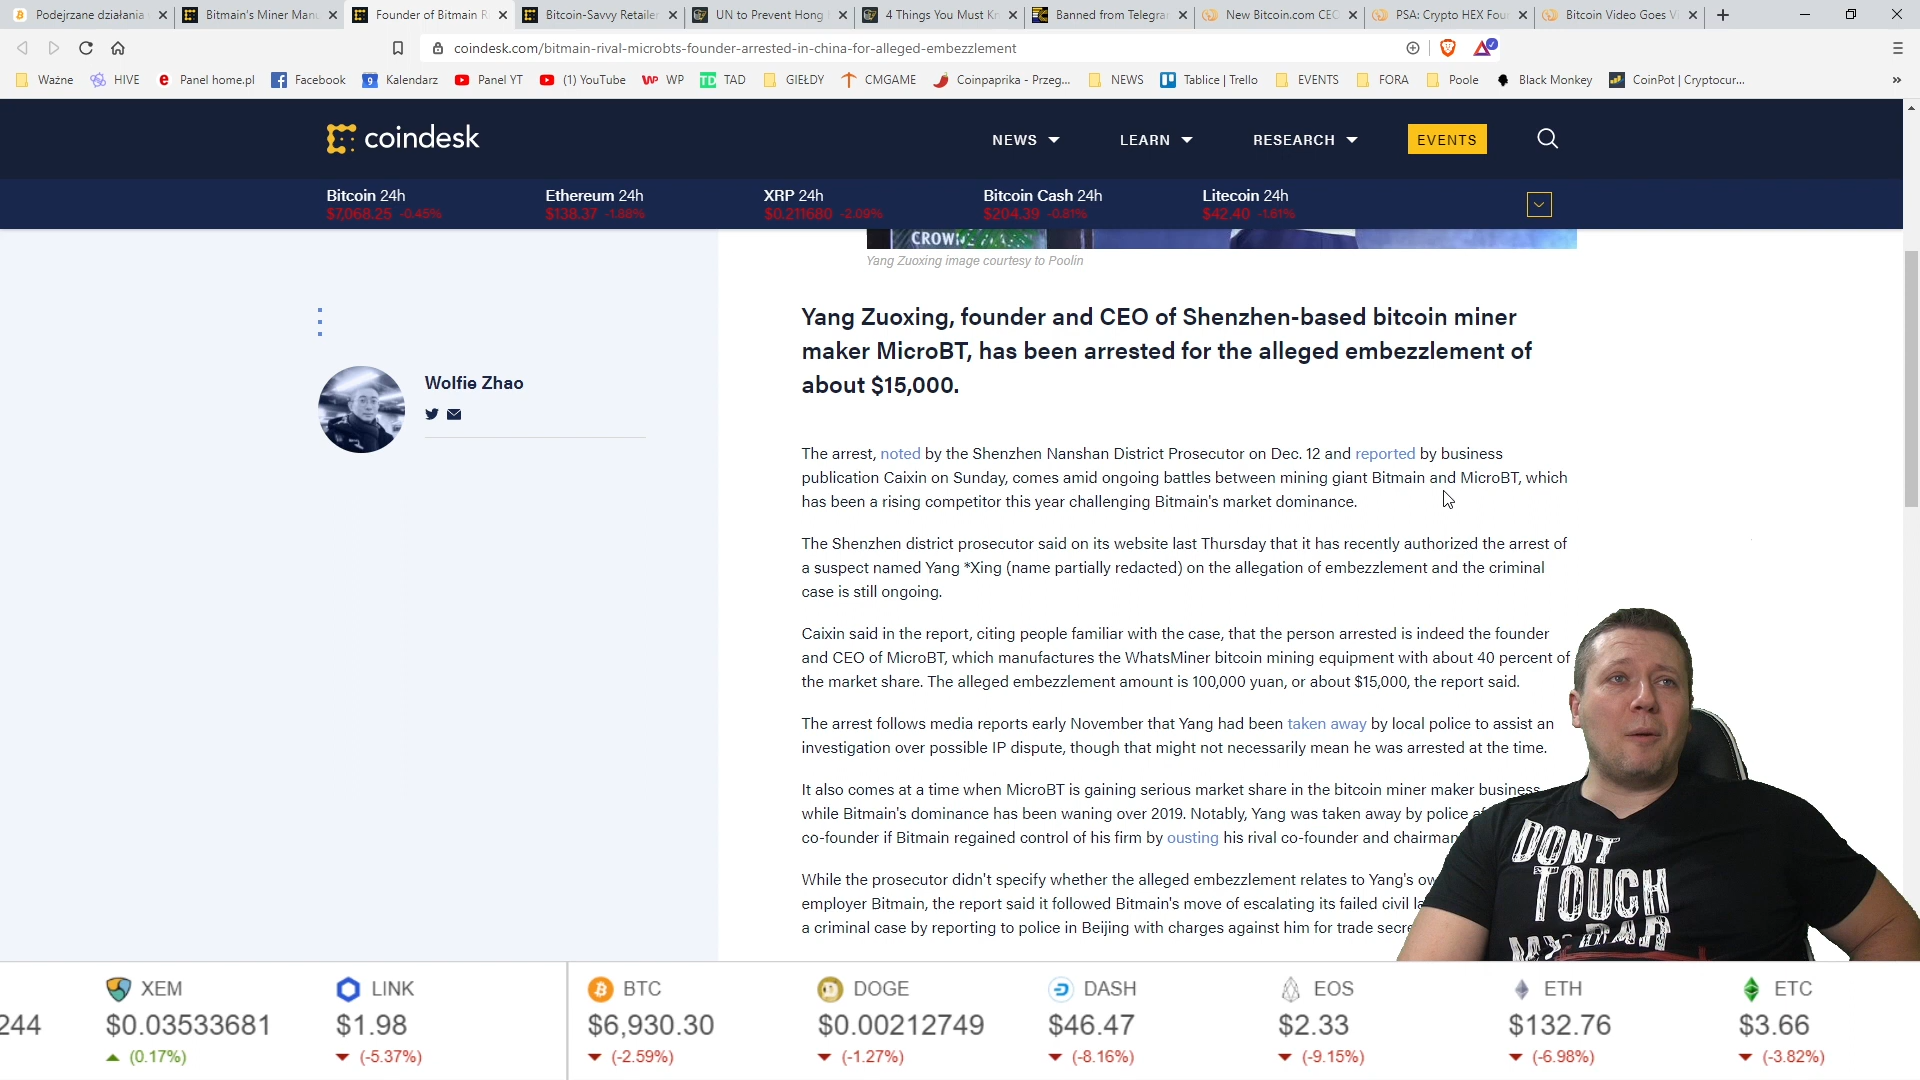 Podejrzane działania
Bitmain's Miner Manu
Founder of Bitmain R
Bitcoin-Savvy Retailer
UN to Prevent Hong
4 Things You Must Kn
Banned from Telegra
New Bitcoin.com CEO
PSA: Crypto HEX Fou
Bitcoin Video Goes V
coindesk.com/bitmain-rival-microbts-founder-arrested-in-china-for-alleged-embezzlement
Ważne
HIVE
Panel home.pl
Facebook
Kalendarz
Panel YT
(1) YouTube
WP
TAD
GIEŁDY
CMGAME
Coinpaprika - Przeg...
NEWS
Tablice | Trello
EVENTS
FORA
Poole
Black Monkey
CoinPot | Cryptocur...
coindesk
NEWS
LEARN
RESEARCH
EVENTS
Bitcoin 24h
$7,068.25 -0.45%
Ethereum 24h
$138.37 -1.88%
XRP 24h
$0.211680 -2.09%
Bitcoin Cash 24h
$204.39 -0.81%
Litecoin 24h
$42.40 -1.61%
Yang Zuoxing image courtesy to Poolin
Wolfie Zhao
Yang Zuoxing, founder and CEO of Shenzhen-based bitcoin miner
maker MicroBT, has been arrested for the alleged embezzlement of
about $15,000.
The arrest, noted by the Shenzhen Nanshan District Prosecutor on Dec. 12 and reported by business
publication Caixin on Sunday, comes amid ongoing battles between mining giant Bitmain and MicroBT, which
has been a rising competitor this year challenging Bitmain's market dominance.
The Shenzhen district prosecutor said on its website last Thursday that it has recently authorized the arrest of
a suspect named Yang *Xing (name partially redacted) on the allegation of embezzlement and the criminal
case is still ongoing.
Caixin said in the report, citing people familiar with the case, that the person arrested is indeed the founder
and CEO of MicroBT, which manufactures the WhatsMiner bitcoin mining equipment with about 40 percent of
the market share. The alleged embezzlement amount is 100,000 yuan, or about $15,000, the report said.
The arrest follows media reports early November that Yang had been taken away by local police to assist an
investigation over possible IP dispute, though that might not necessarily mean he was arrested at the time.
It also comes at a time when MicroBT is gaining serious market share in the bitcoin miner maker business
while Bitmain's dominance has been waning over 2019. Notably, Yang was taken away by police
co-founder if Bitmain regained control of his firm by ousting his rival co-founder and chairman
While the prosecutor didn't specify whether the alleged embezzlement relates to Yang's
employer Bitmain, the report said it followed Bitmain's move of escalating its failed civil
a criminal case by reporting to police in Beijing with charges against him for trade
DON'T
TOUCH
MY
244
XEM
$0.03533681
(0.17%)
LINK
$1.98
(-5.37%)
BTC
$6,930.30
(-2.59%)
DOGE
$0.00212749
(-1.27%)
DASH
$46.47
(-8.16%)
EOS
$2.33
(-9.15%)
ETH
$132.76
(-6.98%)
ETC
$3.66
(-3.82%)